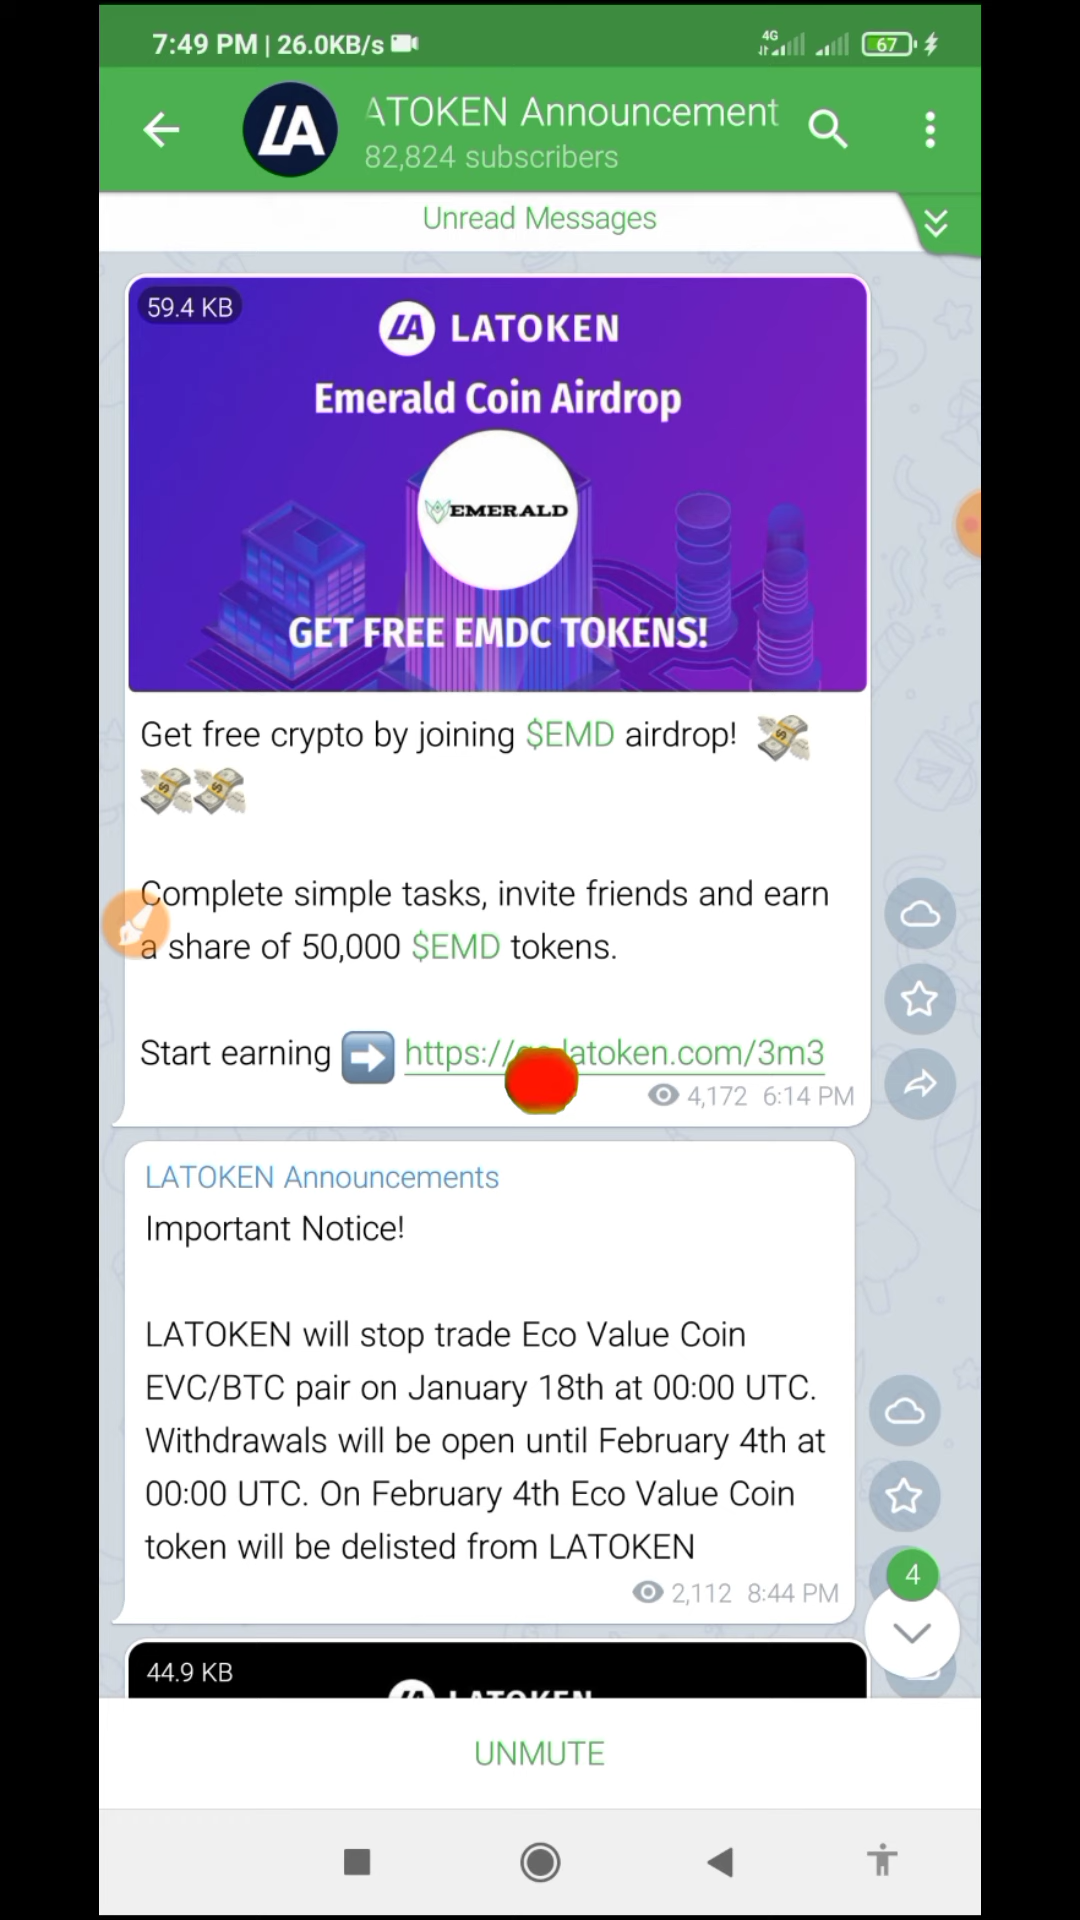 7:49 PM | 26.0KB/s
4G
67
ATOKEN Announcement
82,824 subscribers
Unread Messages
59.4 KB
LA LATOKEN
Emerald Coin Airdrop
EMERALD
GET FREE EMDC TOKENS!
Get free crypto by joining $EMD airdrop! 💸
💸💸
Complete simple tasks, invite friends and earn
a share of 50,000 $EMD tokens.
Start earning ➡️ https://go.latoken.com/3m3
4,172 6:14 PM
LATOKEN Announcements
Important Notice!
LATOKEN will stop trade Eco Value Coin
EVC/BTC pair on January 18th at 00:00 UTC.
Withdrawals will be open until February 4th at
00:00 UTC. On February 4th Eco Value Coin
token will be delisted from LATOKEN
2,112 8:44 PM
4
44.9 KB
LATOKEN
UNMUTE